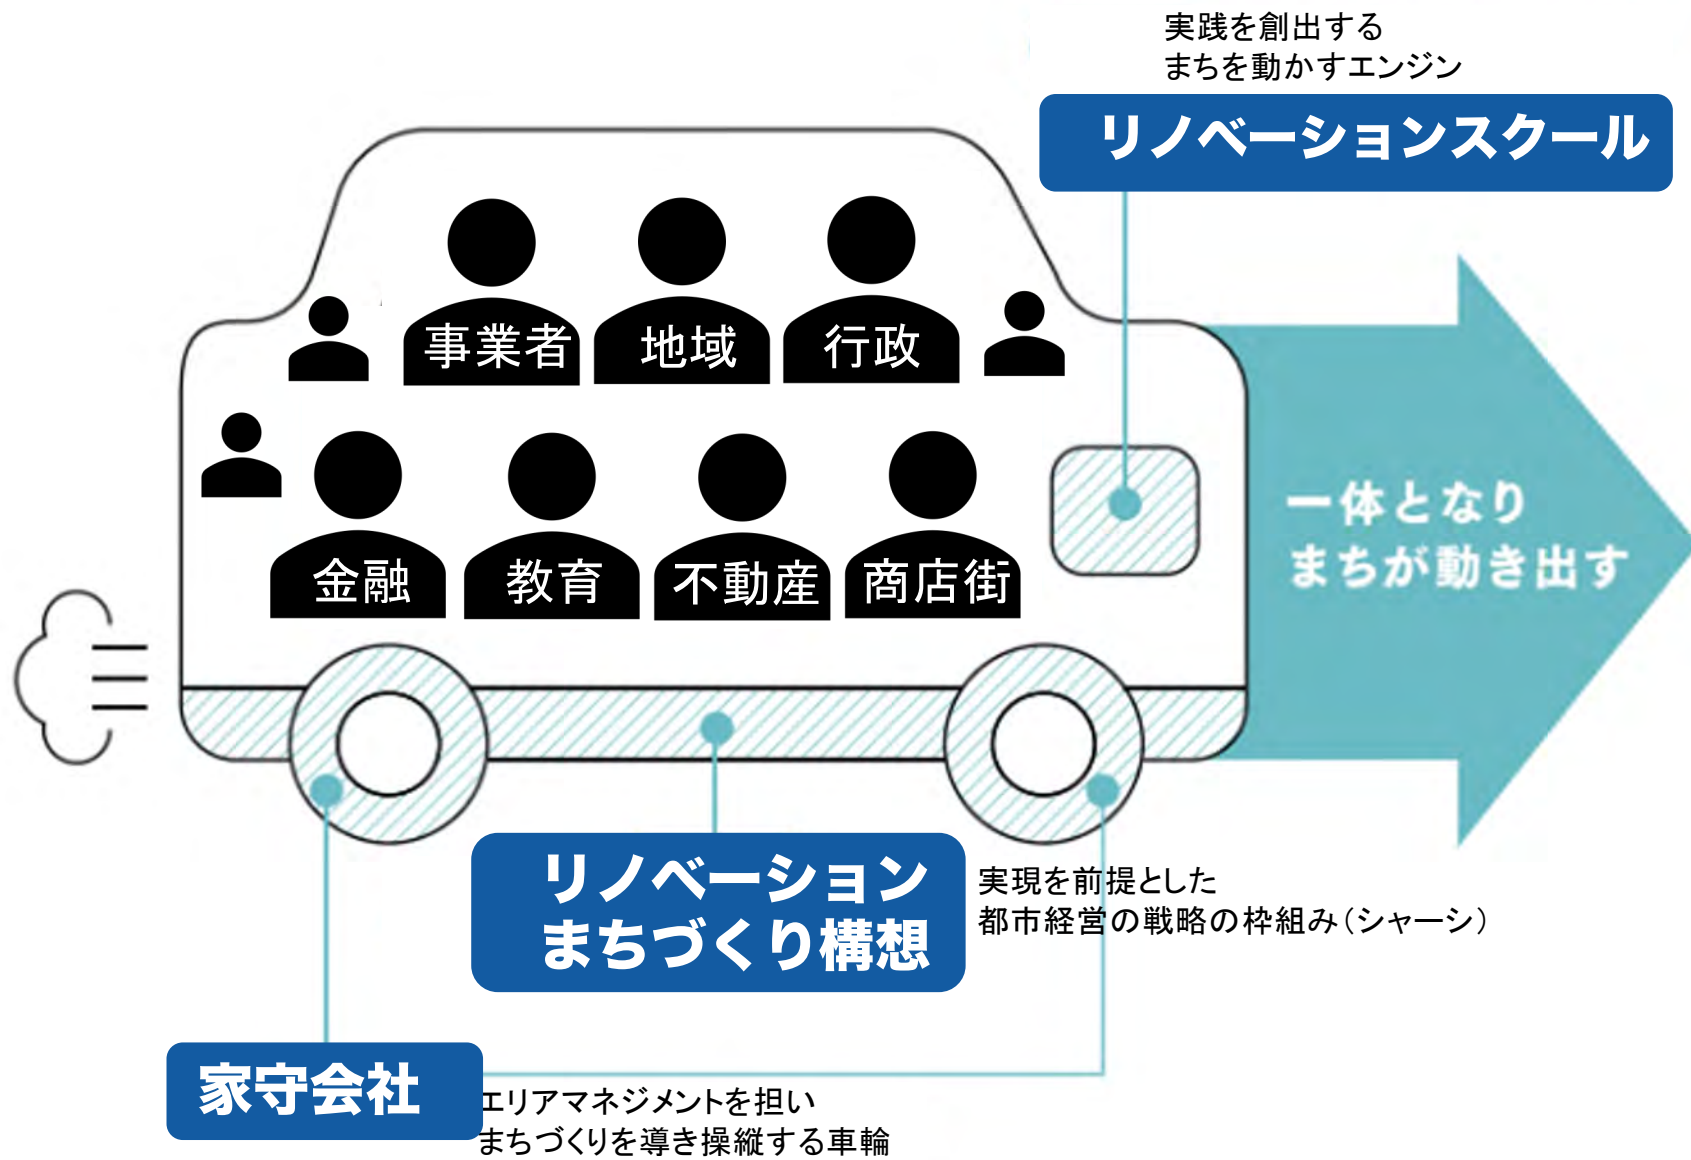 実践を創出する
まちを動かすエンジン
リノベーションスクール
事業者
地域
行政
金融
教育
不動産
商店街
一体となり
まちが動き出す
リノベーション
まちづくり構想
実現を前提とした
都市経営の戦略の枠組み（シャーシ）
家守会社
エリアマネジメントを担い
まちづくりを導き操縦する車輪